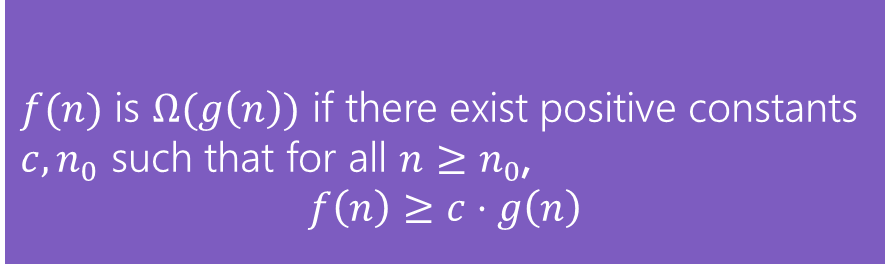 f(n) is Ω(g(n)) if there exist positive constants
c, n₀ such that for all n ≥ n₀,
f(n) ≥ c · g(n)